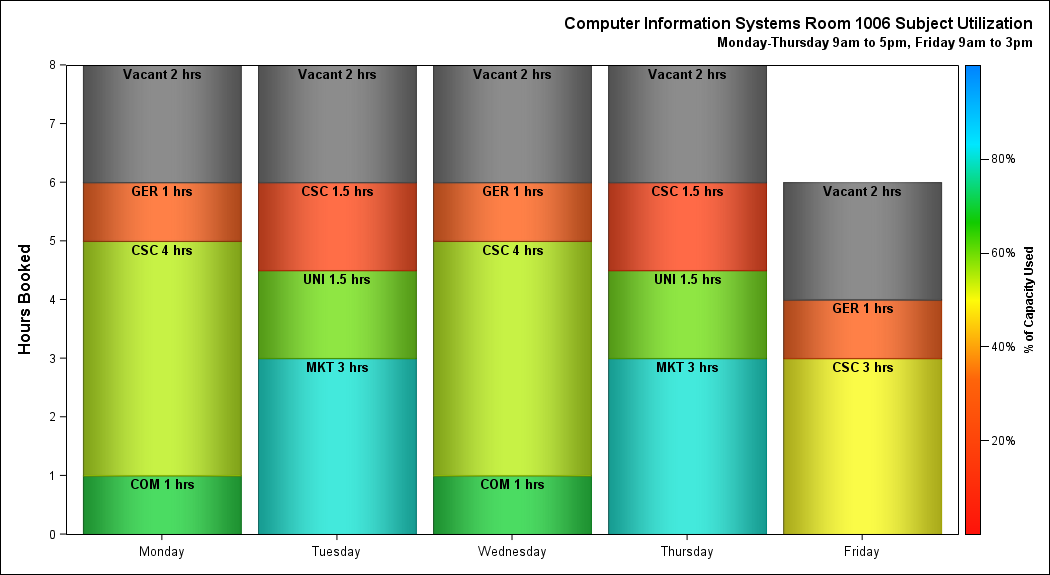 Computer Information Systems Room 1006 Subject Utilization
Monday-Thursday 9am to 5pm, Friday 9am to 3pm
Hours Booked
8
7
6
5
4
3
2
1
0
Vacant 2 hrs
GER 1 hrs
CSC 4 hrs
COM 1 hrs
Vacant 2 hrs
CSC 1.5 hrs
UNI 1.5 hrs
MKT 3 hrs
Vacant 2 hrs
GER 1 hrs
CSC 4 hrs
COM 1 hrs
Vacant 2 hrs
CSC 1.5 hrs
UNI 1.5 hrs
MKT 3 hrs
Vacant 2 hrs
GER 1 hrs
CSC 3 hrs
Monday
Tuesday
Wednesday
Thursday
Friday
80%
60%
40%
20%
% of Capacity Used